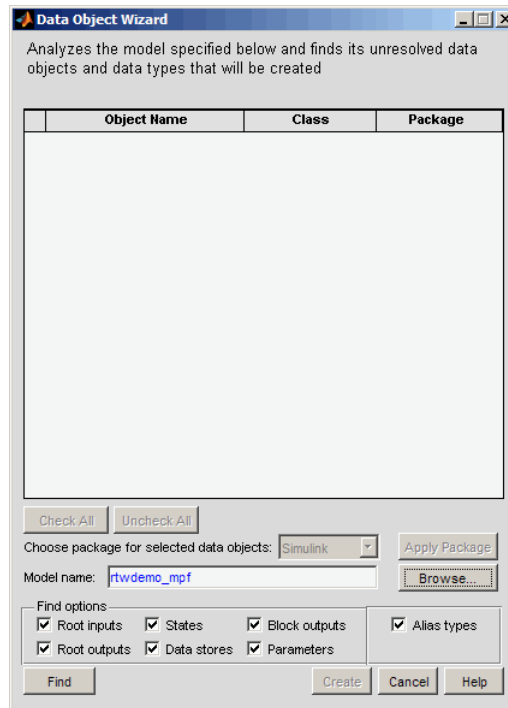 Data Object Wizard
Analyzes the model specified below and finds its unresolved data
objects and data types that will be created
Object Name Class Package
Check All Uncheck All
Choose package for selected data objects: Simulink Apply Package
Model name: rtwdemo_mpf Browse...
Find options
Root inputs States Block outputs Alias types
Root outputs Data stores Parameters
Find Create Cancel Help